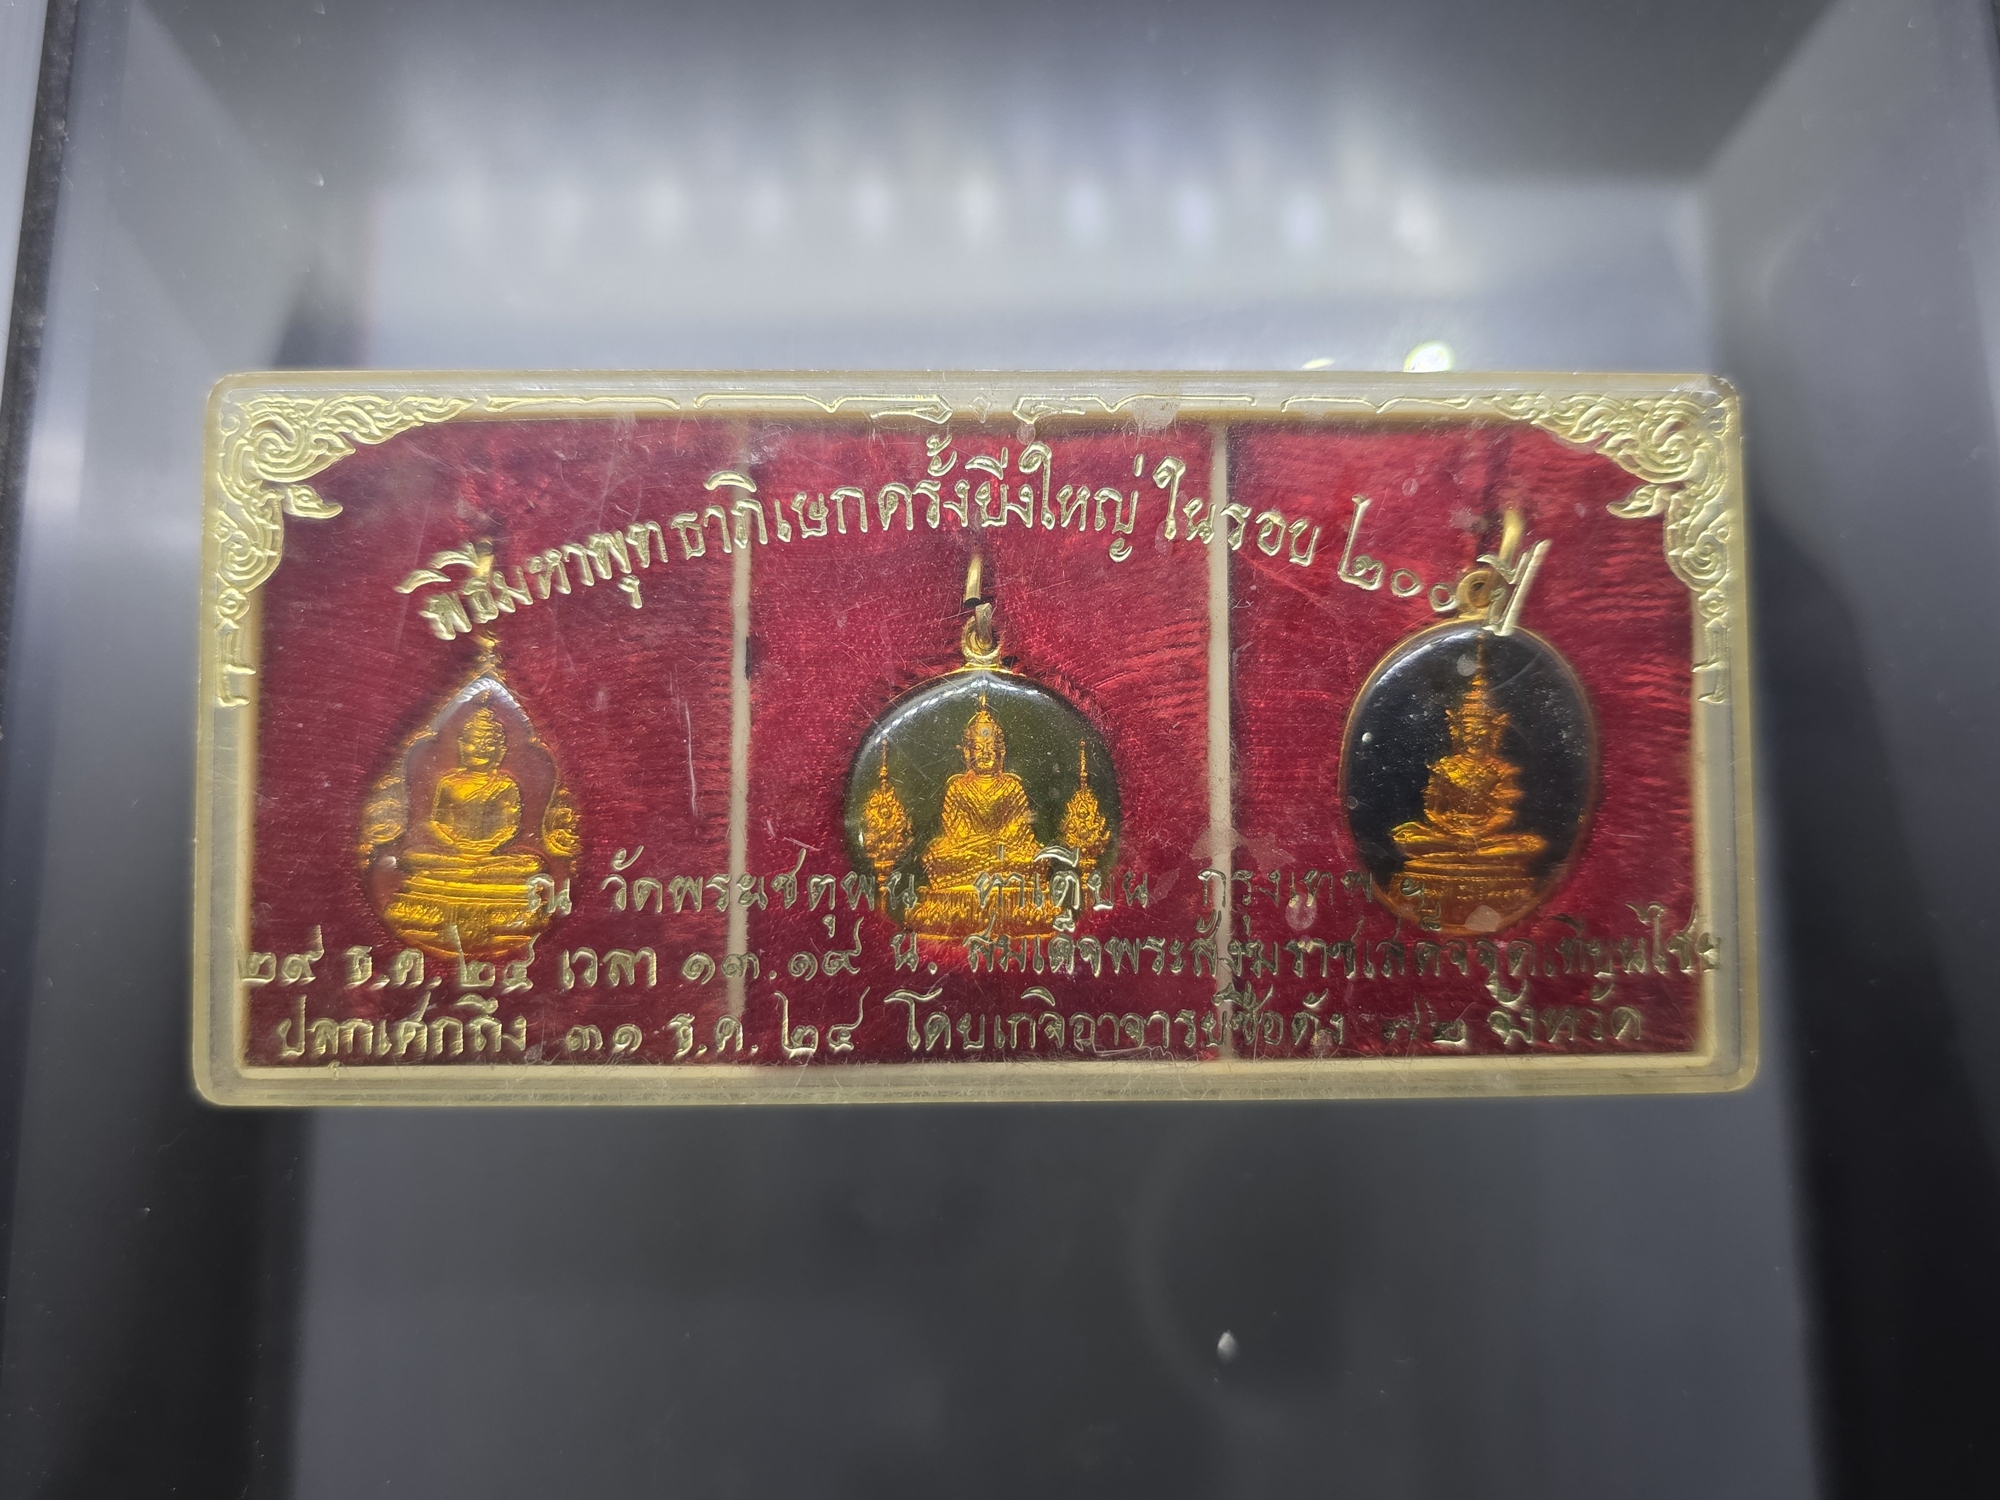 พิธีมหาพุทธาภิเษกครั้งยิ่งใหญ่ ในรอบ ๒๐๐ ปี
ณ วัดพระเชตุพน ท่าเตียน กรุงเทพฯ
๒๙ ธ.ค. ๒๔ เวลา ๑๓.๑๙ น. สมเด็จพระสังฆราชเสด็จจุดเทียนไชย
ปลุกเศกถึง ๓๑ ธ.ค. ๒๔ โดยเกจิอาจารย์ชื่อดัง ๗๒ จังหวัด